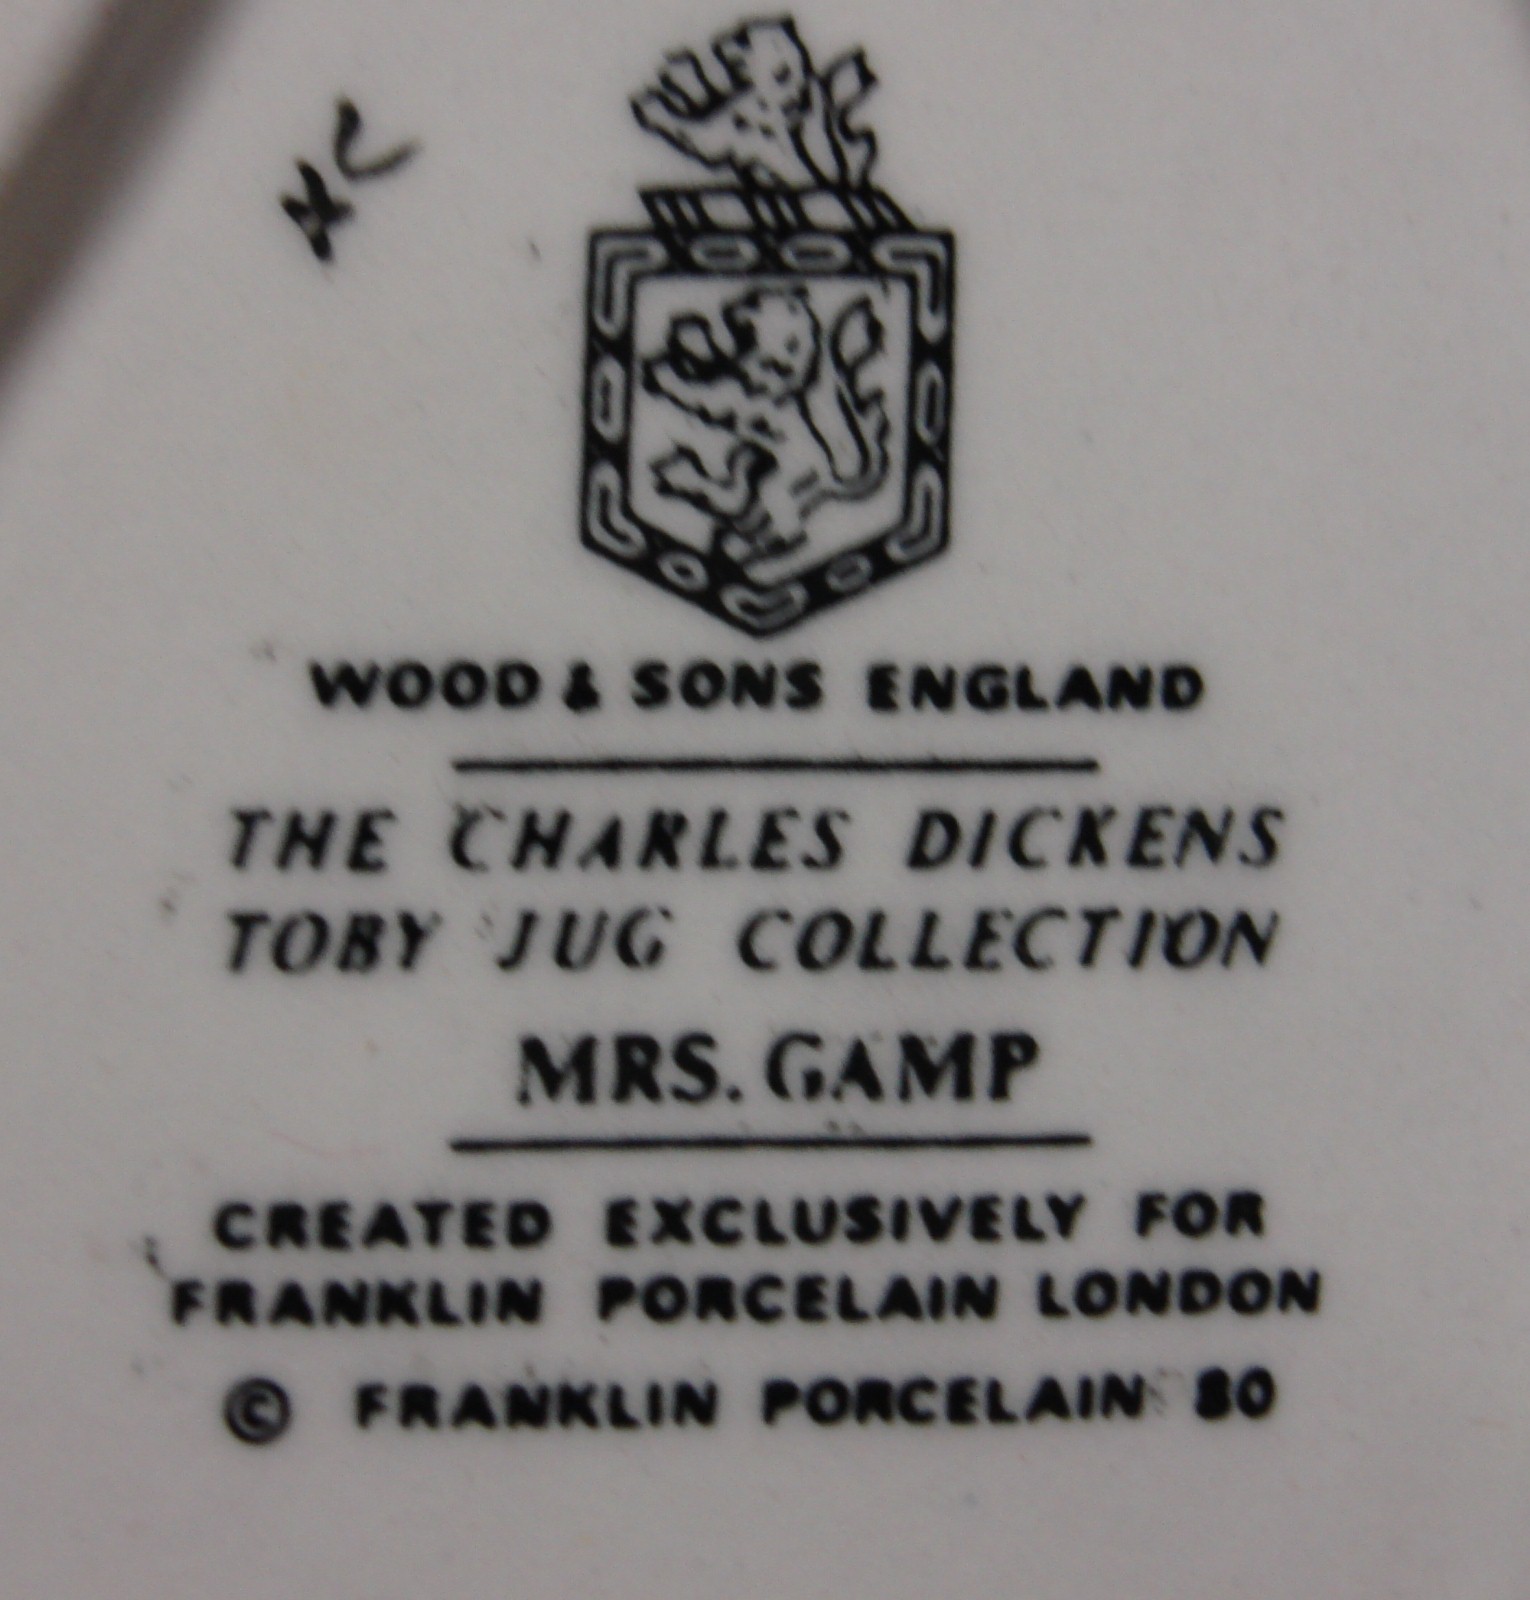 WOOD & SONS ENGLAND
THE CHARLES DICKENS
TOBY JUG COLLECTION
MRS. GAMP
CREATED EXCLUSIVELY FOR
FRANKLIN PORCELAIN LONDON
© FRANKLIN PORCELAIN 80